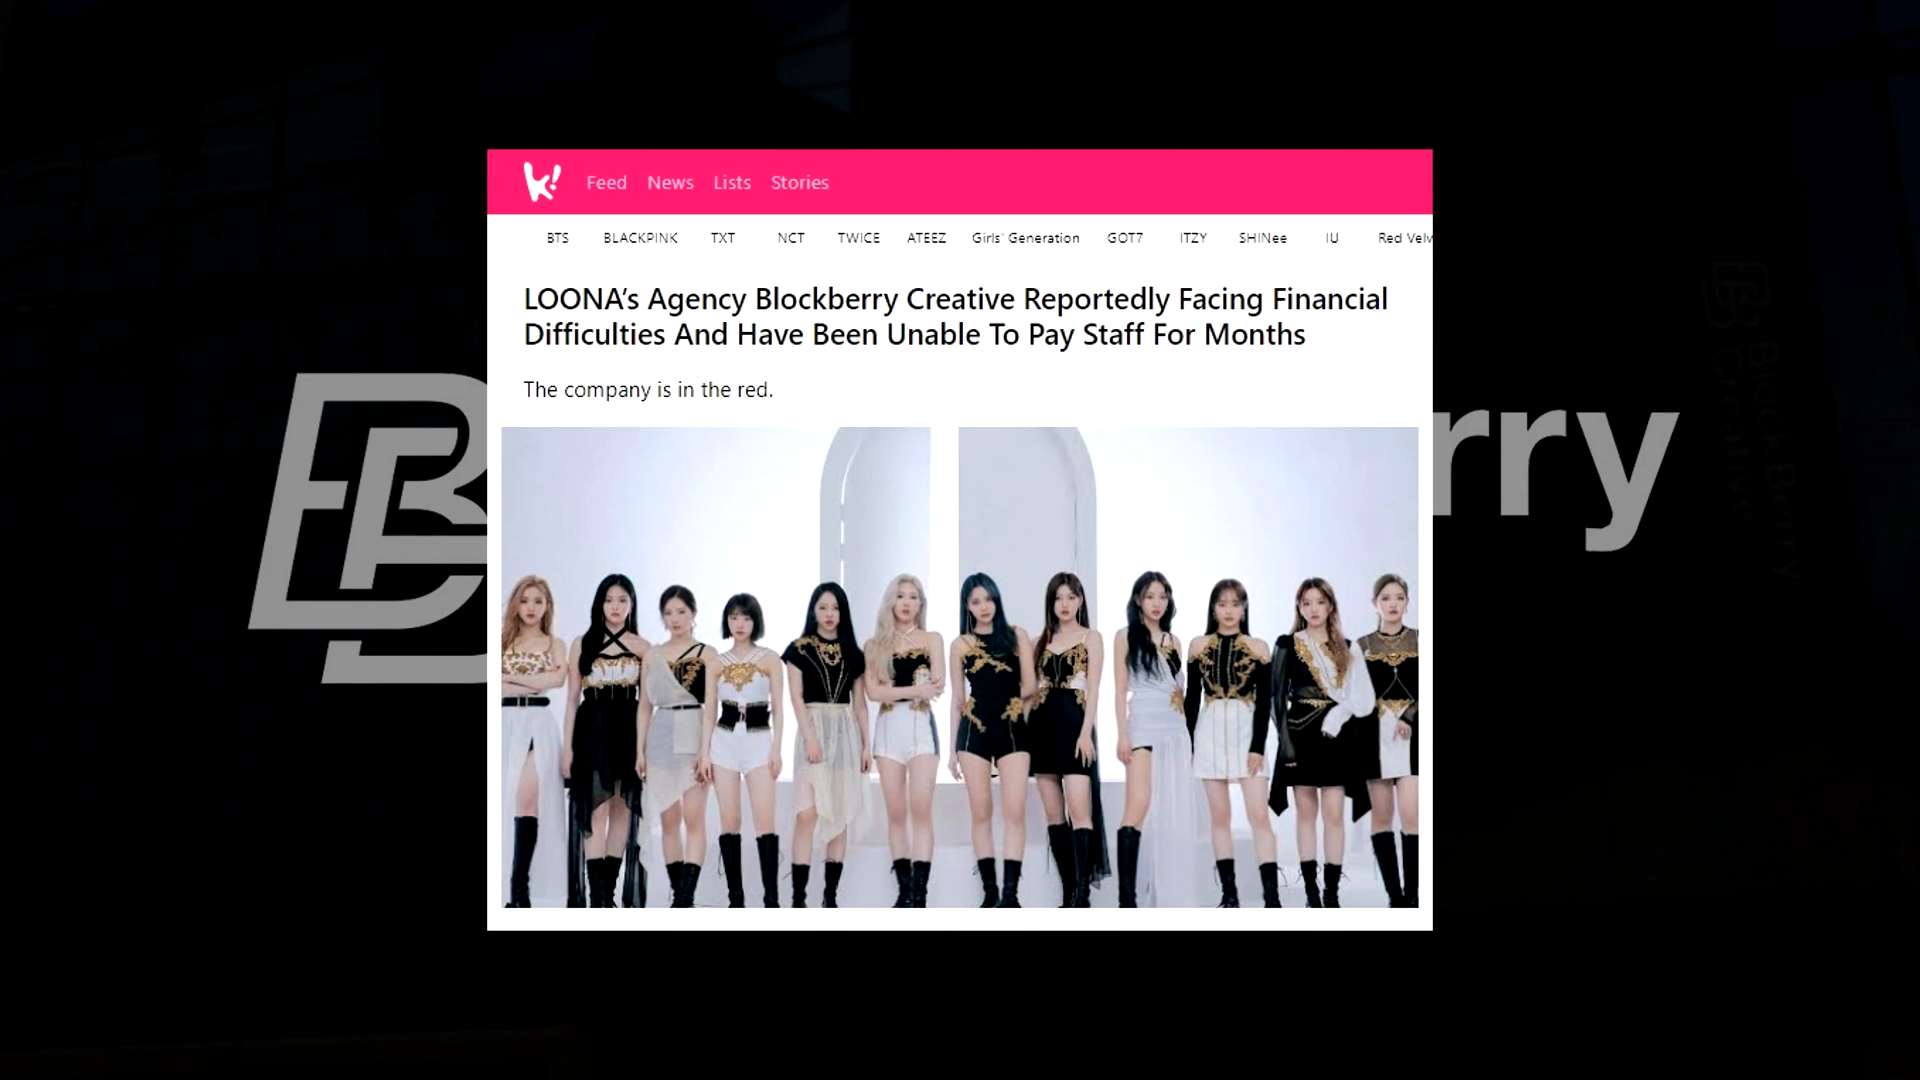 k! Feed News Lists Stories
BTS BLACKPINK TXT NCT TWICE ATEEZ Girls' Generation GOT7 ITZY SHINee IU Red Velv
LOONA's Agency Blockberry Creative Reportedly Facing Financial
Difficulties And Have Been Unable To Pay Staff For Months
The company is in the red.
rry